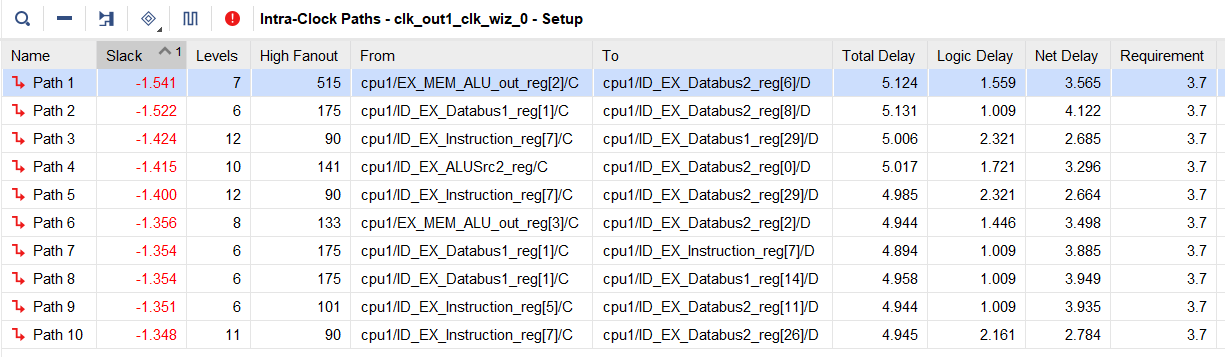 Intra-Clock Paths - clk_out1_clk_wiz_0 - Setup
Name Slack 1 Levels High Fanout From To Total Delay Logic Delay Net Delay Requirement
Path 1 -1.541 7 515 cpu1/EX_MEM_ALU_out_reg[2]/C cpu1/ID_EX_Databus2_reg[6]/D 5.124 1.559 3.565 3.7
Path 2 -1.522 6 175 cpu1/ID_EX_Databus1_reg[1]/C cpu1/ID_EX_Databus2_reg[8]/D 5.131 1.009 4.122 3.7
Path 3 -1.424 12 90 cpu1/ID_EX_Instruction_reg[7]/C cpu1/ID_EX_Databus1_reg[29]/D 5.006 2.321 2.685 3.7
Path 4 -1.415 10 141 cpu1/ID_EX_ALUSrc2_reg/C cpu1/ID_EX_Databus2_reg[0]/D 5.017 1.721 3.296 3.7
Path 5 -1.400 12 90 cpu1/ID_EX_Instruction_reg[7]/C cpu1/ID_EX_Databus2_reg[29]/D 4.985 2.321 2.664 3.7
Path 6 -1.356 8 133 cpu1/EX_MEM_ALU_out_reg[3]/C cpu1/ID_EX_Databus2_reg[2]/D 4.944 1.446 3.498 3.7
Path 7 -1.354 6 175 cpu1/ID_EX_Databus1_reg[1]/C cpu1/ID_EX_Instruction_reg[7]/D 4.894 1.009 3.885 3.7
Path 8 -1.354 6 175 cpu1/ID_EX_Databus1_reg[1]/C cpu1/ID_EX_Databus1_reg[14]/D 4.958 1.009 3.949 3.7
Path 9 -1.351 6 101 cpu1/ID_EX_Instruction_reg[5]/C cpu1/ID_EX_Databus2_reg[11]/D 4.944 1.009 3.935 3.7
Path 10 -1.348 11 90 cpu1/ID_EX_Instruction_reg[7]/C cpu1/ID_EX_Databus2_reg[26]/D 4.945 2.161 2.784 3.7